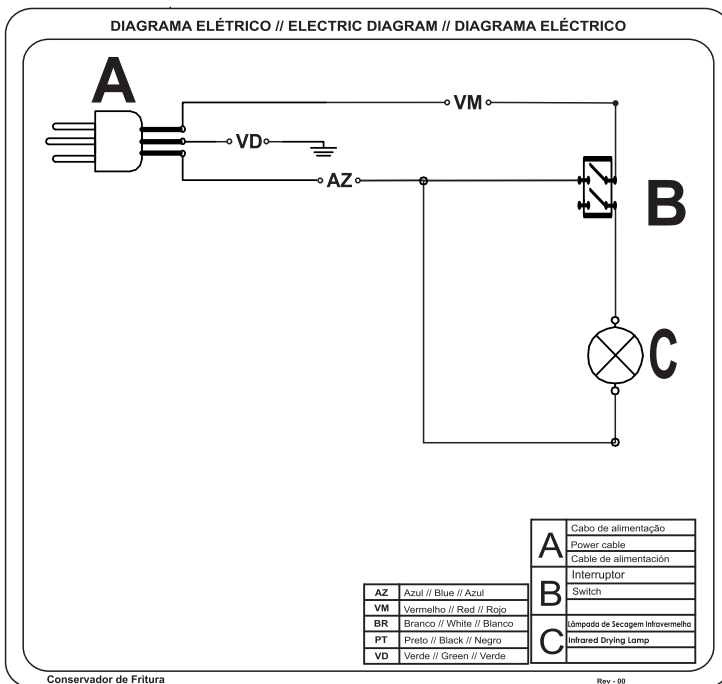 DIAGRAMA ELÉTRICO // ELECTRIC DIAGRAM // DIAGRAMA ELÉCTRICO
A
VM
VD
AZ
B
C
A
Cabo de alimentação
Power cable
Cable de alimentación
B
Interruptor
Switch
C
Lâmpada de Secagem Infravermelha
Infrared Drying Lamp
AZ Azul // Blue // Azul
VM Vermelho // Red // Rojo
BR Branco // White // Blanco
PT Preto // Black // Negro
VD Verde // Green // Verde
Conservador de Fritura
Rev - 00